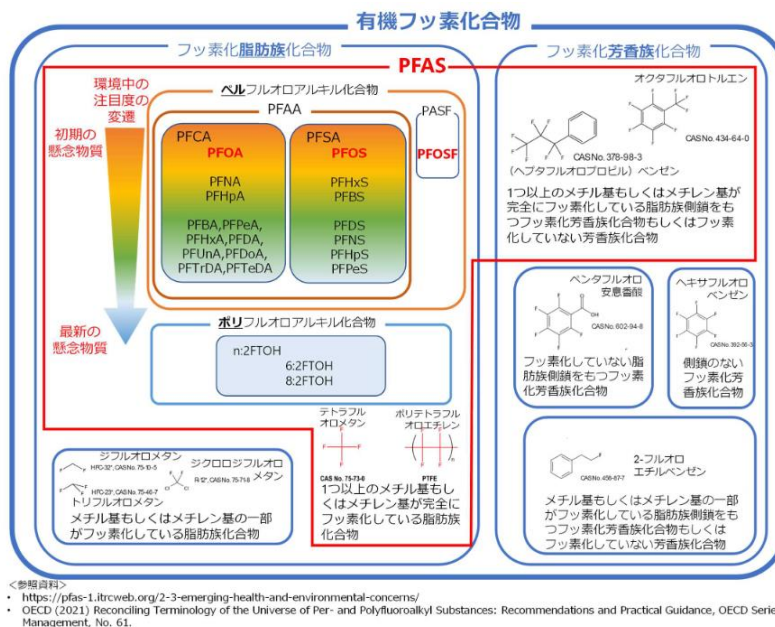 有機フッ素化合物
フッ素化脂肪族化合物
フッ素化芳香族化合物
PFAS
環境中の
注目度の
変遷
初期の
懸念物質
最新の
懸念物質
ペルフルオロアルキル化合物
PFAA
PASF
PFOSF
PFCA
PFOA
PFNA
PFHpA
PFBA,PFPeA,
PFHxA,PFDA,
PFUnA,PFDoA,
PFTrDA,PFTeDA
PFSA
PFOS
PFHxS
PFBS
PFDS
PFNS
PFHpS
PFPeS
ポリフルオロアルキル化合物
n:2FTOH
6:2FTOH
8:2FTOH
オクタフルオロトルエン
CAS No. 434-64-0
CAS No. 378-98-3
(ヘプタフルオロプロピル)ベンゼン
1つ以上のメチル基もしくはメチレン基が
完全にフッ素化している脂肪族側鎖をも
つフッ素化芳香族化合物もしくはフッ素
化していない芳香族化合物
ペンタフルオロ
安息香酸
CAS No. 602-94-8
フッ素化していない脂
肪族側鎖をもつフッ素
化芳香族化合物
ヘキサフルオロ
ベンゼン
側鎖のない
フッ素化芳
香族化合物
2-フルオロ
エチルベンゼン
CAS No. 458-87-7
メチル基もしくはメチレン基の一部
がフッ素化している脂肪族側鎖をも
つフッ素化芳香族化合物もしくは
フッ素化していない芳香族化合物
テトラフル
オロメタン
CAS No. 75-73-0
ポリテトラフル
オロエチレン
PTFE
1つ以上のメチル基もし
くはメチレン基が完全に
フッ素化している脂肪族
化合物
ジフルオロメタン
HFC-32*, CAS No. 75-10-5
HFC-23*, CAS No. 75-46-7
トリフルオロメタン
ジクロロジフルオロ
メタン
R-12*, CAS No. 75-71-8
メチル基もしくはメチレン基の一部
がフッ素化している脂肪族化合物
<参照資料>
• https://pfas-1.itrcweb.org/2-3-emerging-health-and-environmental-concerns/
• OECD (2021) Reconciling Terminology of the Universe of Per- and Polyfluoroalkyl Substances: Recommendations and Practical Guidance, OECD Serie
Management, No. 61.